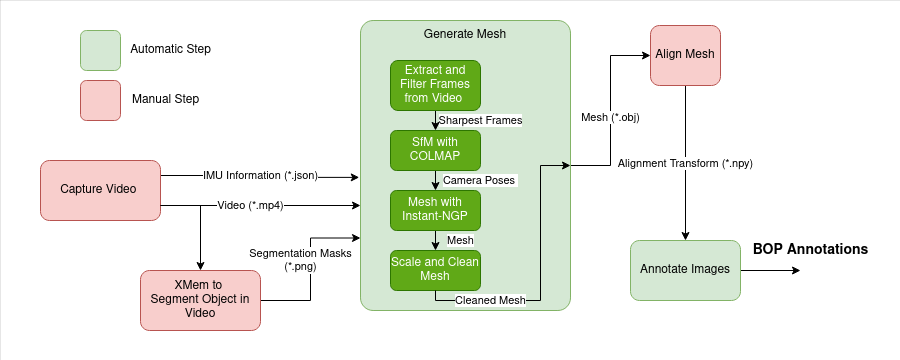 Automatic Step
Manual Step
Generate Mesh
Extract and
Filter Frames
from Video
Sharpest Frames
SfM with
COLMAP
Camera Poses
Mesh with
Instant-NGP
Mesh
Scale and Clean
Mesh
Cleaned Mesh
Capture Video
IMU Information (*.json)
Video (*.mp4)
Segmentation Masks
(*.png)
XMem to
Segment Object in
Video
Mesh (*.obj)
Align Mesh
Alignment Transform (*.npy)
Annotate Images
BOP Annotations